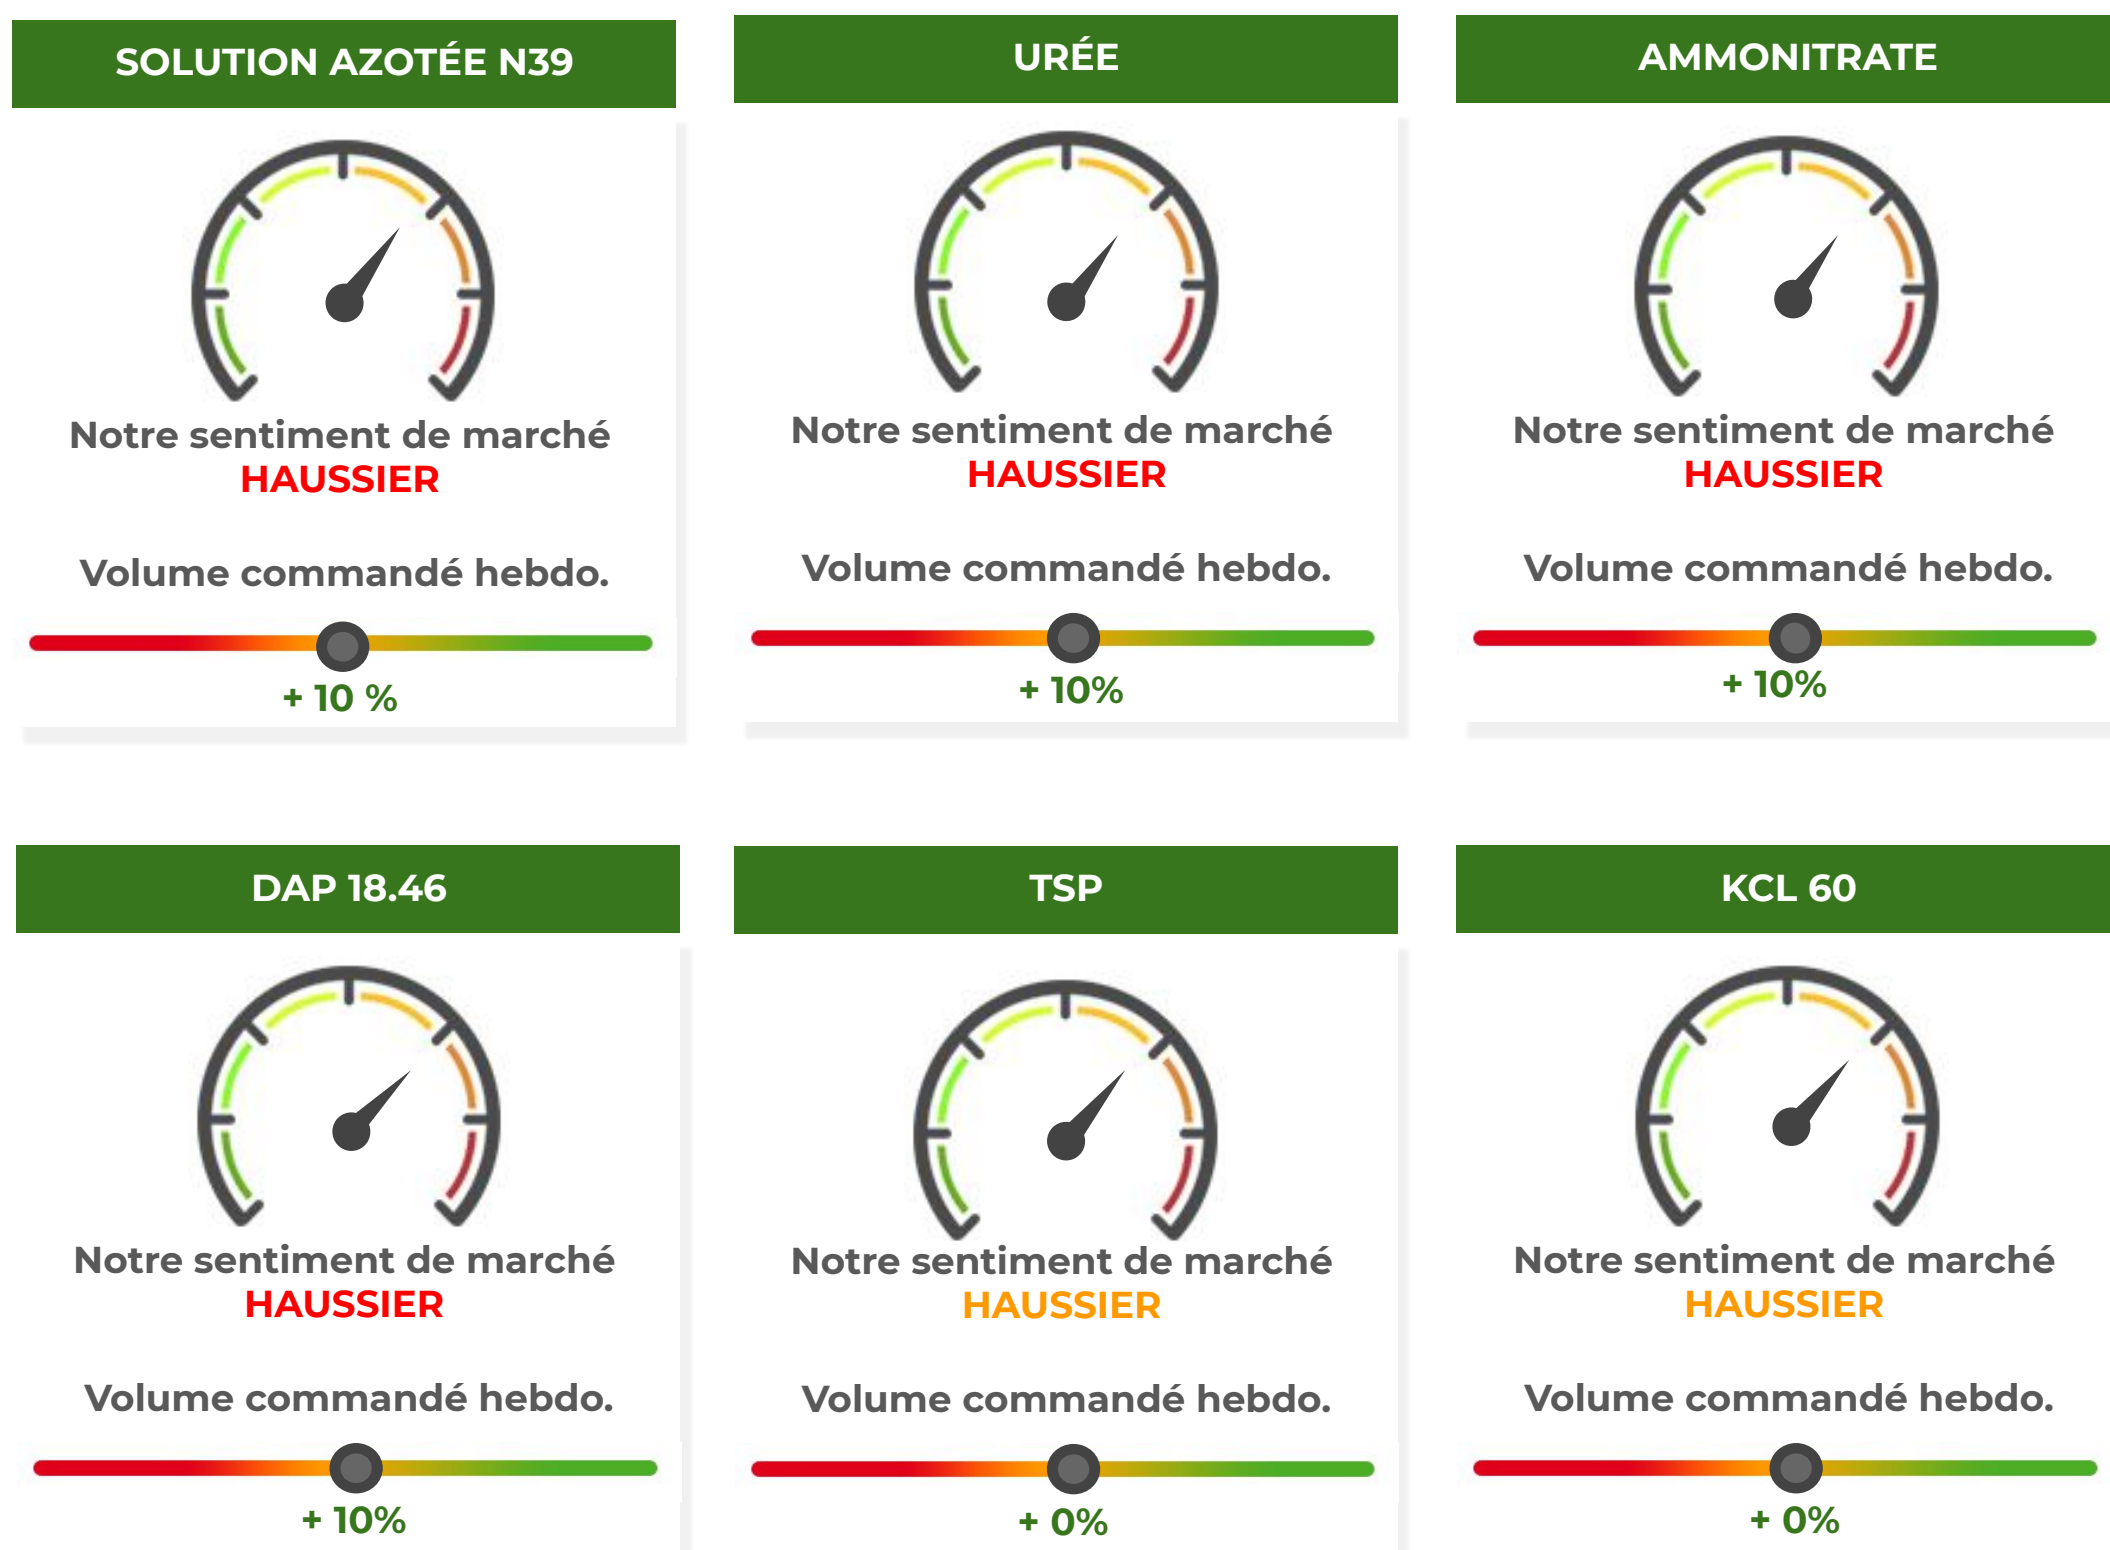 SOLUTION AZOTÉE N39
Notre sentiment de marché
HAUSSIER
Volume commandé hebdo.
+ 10 %
URÉE
Notre sentiment de marché
HAUSSIER
Volume commandé hebdo.
+ 10%
AMMONITRATE
Notre sentiment de marché
HAUSSIER
Volume commandé hebdo.
+ 10%
DAP 18.46
Notre sentiment de marché
HAUSSIER
Volume commandé hebdo.
+ 10%
TSP
Notre sentiment de marché
HAUSSIER
Volume commandé hebdo.
+ 0%
KCL 60
Notre sentiment de marché
HAUSSIER
Volume commandé hebdo.
+ 0%